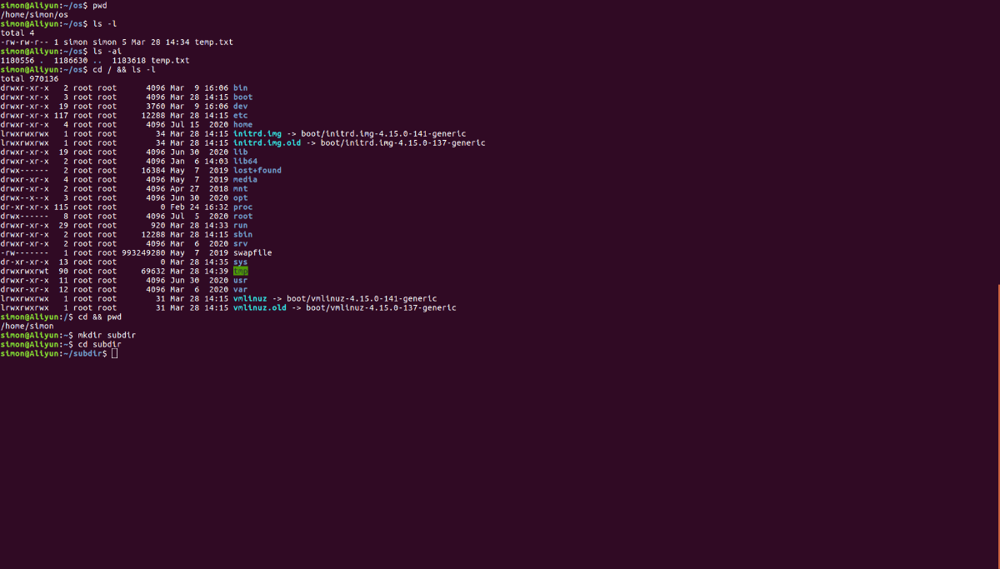 simon@Aliyun:~/os$ pwd
/home/simon/os
simon@Aliyun:~/os$ ls -l
total 4
-rw-rw-r-- 1 simon simon 5 Mar 28 14:34 temp.txt
simon@Aliyun:~/os$ ls -ai
1180556 .  1186630 ..  1183618 temp.txt
simon@Aliyun:~/os$ cd / && ls -l
total 970136
drwxr-xr-x   2 root root      4096 Mar  9 16:06 bin
drwxr-xr-x   3 root root      4096 Mar 28 14:15 boot
drwxr-xr-x  19 root root      3760 Mar  9 16:06 dev
drwxr-xr-x 117 root root     12288 Mar 28 14:15 etc
drwxr-xr-x   4 root root      4096 Jul 15  2020 home
lrwxrwxrwx   1 root root        34 Mar 28 14:15 initrd.img -> boot/initrd.img-4.15.0-141-generic
lrwxrwxrwx   1 root root        34 Mar 28 14:15 initrd.img.old -> boot/initrd.img-4.15.0-137-generic
drwxr-xr-x  19 root root      4096 Jun 30  2020 lib
drwxr-xr-x   2 root root      4096 Jan  6 14:03 lib64
drwx------   2 root root     16384 May  7  2019 lost+found
drwxr-xr-x   4 root root      4096 May  7  2019 media
drwxr-xr-x   2 root root      4096 Apr 27  2018 mnt
drwx--x--x   3 root root      4096 Jun 30  2020 opt
dr-xr-xr-x 115 root root         0 Feb 24 16:32 proc
drwx------   8 root root      4096 Jul  5  2020 root
drwxr-xr-x  29 root root       920 Mar 28 14:33 run
drwxr-xr-x   2 root root     12288 Mar 28 14:15 sbin
drwxr-xr-x   2 root root      4096 Mar  6  2020 srv
-rw-------   1 root root 993249280 May  7  2019 swapfile
dr-xr-xr-x  13 root root         0 Mar 28 14:35 sys
drwxrwxrwt  90 root root     69632 Mar 28 14:39 tmp
drwxr-xr-x  11 root root      4096 Jun 30  2020 usr
drwxr-xr-x  12 root root      4096 Mar  6  2020 var
lrwxrwxrwx   1 root root        31 Mar 28 14:15 vmlinuz -> boot/vmlinuz-4.15.0-141-generic
lrwxrwxrwx   1 root root        31 Mar 28 14:15 vmlinuz.old -> boot/vmlinuz-4.15.0-137-generic
simon@Aliyun:/$ cd && pwd
/home/simon
simon@Aliyun:~$ mkdir subdir
simon@Aliyun:~$ cd subdir
simon@Aliyun:~/subdir$